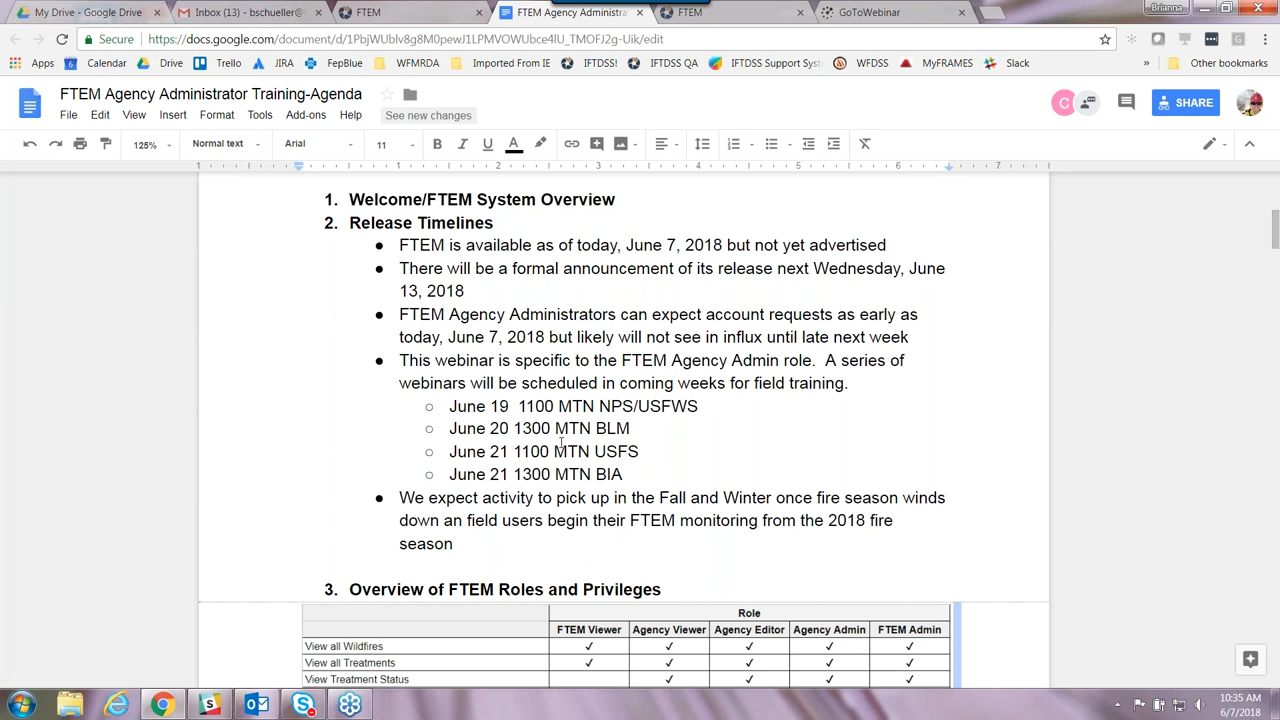 My Drive - Google Drive
Inbox (13) - bschueller@
FTEM
FTEM Agency Administra
FTEM
GoToWebinar
Brianna
Secure
https://docs.google.com/document/d/1PbjWUblv8g8M0pewJ1LPMVOWUbce4lU_TMOFJ2g-Uik/edit
Apps
Calendar
Drive
Trello
JIRA
FepBlue
WFMRDA
Imported From IE
IFTDSS!
IFTDSS QA
IFTDSS Support Syst
WFDSS
MyFRAMES
Slack
»
Other bookmarks
FTEM Agency Administrator Training-Agenda
File Edit View Insert Format Tools Add-ons Help See new changes
C
SHARE
125% Normal text Arial 11 B I U A
1 1 2 3 4 5 6 7
1. Welcome/FTEM System Overview
2. Release Timelines
● FTEM is available as of today, June 7, 2018 but not yet advertised
● There will be a formal announcement of its release next Wednesday, June
13, 2018
● FTEM Agency Administrators can expect account requests as early as
today, June 7, 2018 but likely will not see in influx until late next week
● This webinar is specific to the FTEM Agency Admin role. A series of
webinars will be scheduled in coming weeks for field training.
○ June 19 1100 MTN NPS/USFWS
○ June 20 1300 MTN BLM
○ June 21 1100 MTN USFS
○ June 21 1300 MTN BIA
● We expect activity to pick up in the Fall and Winter once fire season winds
down an field users begin their FTEM monitoring from the 2018 fire
season
3. Overview of FTEM Roles and Privileges
Role
FTEM Viewer Agency Viewer Agency Editor Agency Admin FTEM Admin
View all Wildfires ✓ ✓ ✓ ✓ ✓
View all Treatments ✓ ✓ ✓ ✓ ✓
View Treatment Status ✓ ✓ ✓ ✓
10:35 AM
6/7/2018